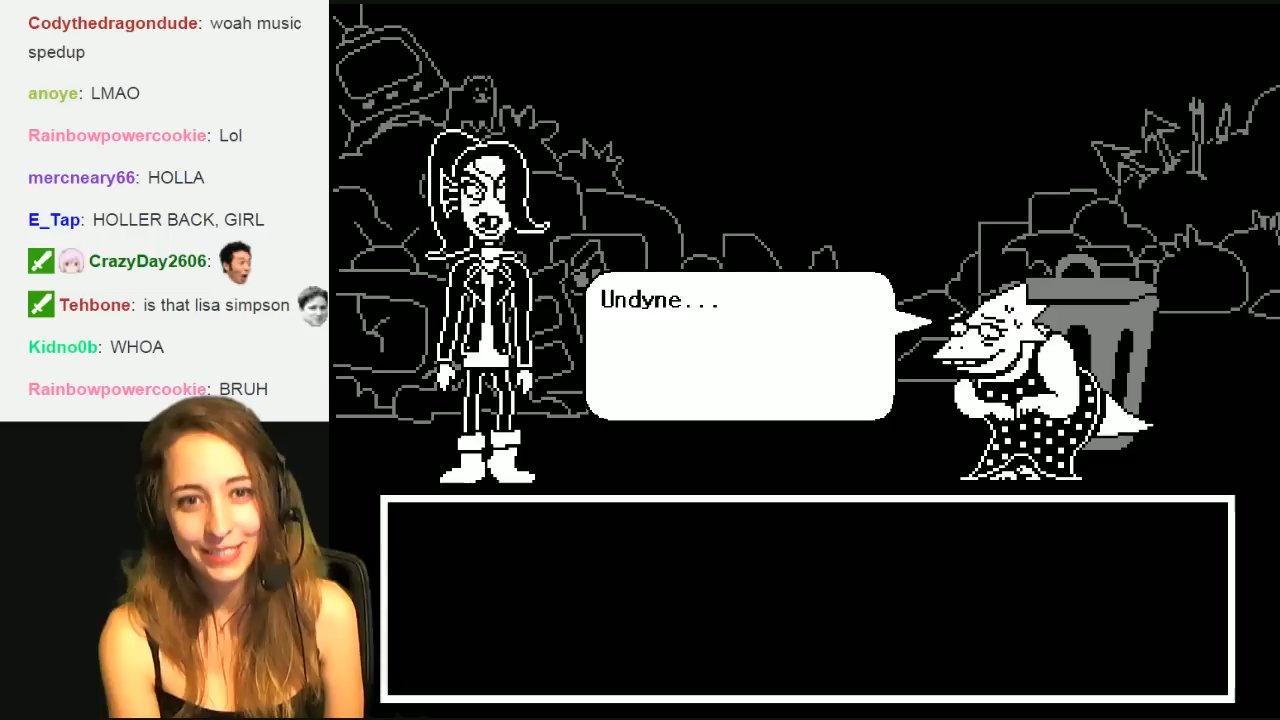 Codythedragondude: woah music
spedup
anoye: LMAO
Rainbowpowercookie: Lol
mercneary66: HOLLA
E_Tap: HOLLER BACK, GIRL
CrazyDay2606:
Tehbone: is that lisa simpson
Kidno0b: WHOA
Rainbowpowercookie: BRUH
Undyne...